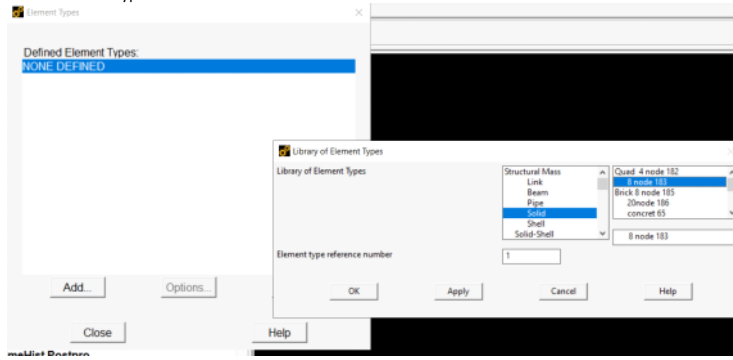 Element Types
Defined Element Types:
NONE DEFINED
Library of Element Types
Library of Element Types
Structural Mass
Link
Beam
Pipe
Solid
Shell
Solid-Shell
Quad 4 node 182
8 node 183
Brick 8 node 185
20node 186
concret 65
8 node 183
Element type reference number
1
Add...
Options...
OK
Apply
Cancel
Help
Close
Help
meHist Postpro